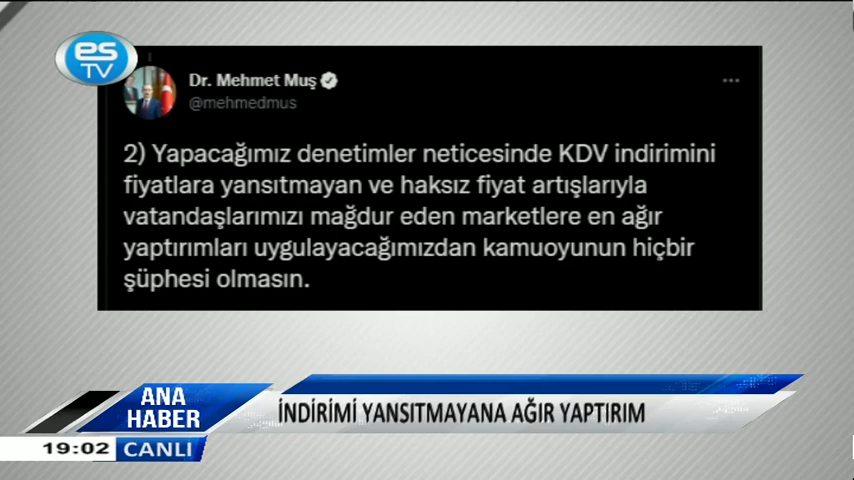 es
TV
Dr. Mehmet Muş
@mehmedmus
2) Yapacağımız denetimler neticesinde KDV indirimini
fiyatlara yansıtmayan ve haksız fiyat artışlarıyla
vatandaşlarımızı mağdur eden marketlere en ağır
yaptırımları uygulayacağımızdan kamuoyunun hiçbir
şüphesi olmasın.
ANA
HABER
İNDİRİMİ YANSITMAYANA AĞIR YAPTIRIM
19:02 CANLI